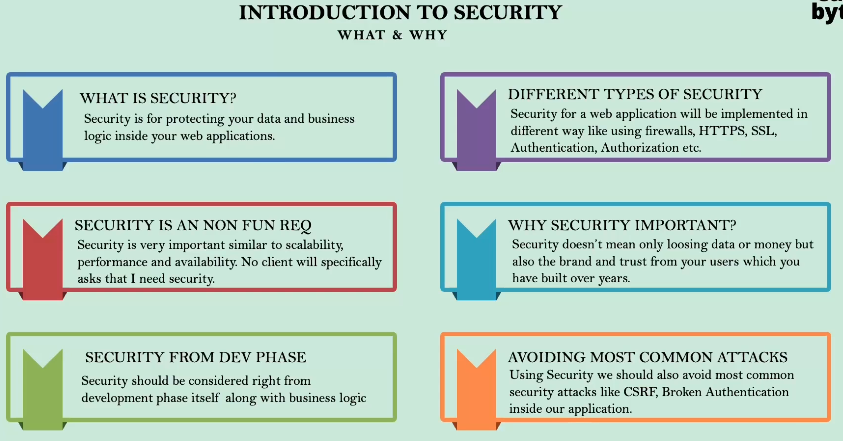 INTRODUCTION TO SECURITY
WHAT & WHY
WHAT IS SECURITY?
Security is for protecting your data and business
logic inside your web applications.
DIFFERENT TYPES OF SECURITY
Security for a web application will be implemented in
different way like using firewalls, HTTPS, SSL,
Authentication, Authorization etc.
SECURITY IS AN NON FUN REQ
Security is very important similar to scalability,
performance and availability. No client will specifically
asks that I need security.
WHY SECURITY IMPORTANT?
Security doesn't mean only loosing data or money but
also the brand and trust from your users which you
have built over years.
SECURITY FROM DEV PHASE
Security should be considered right from
development phase itself along with business logic
AVOIDING MOST COMMON ATTACKS
Using Security we should also avoid most common
security attacks like CSRF, Broken Authentication
inside our application.